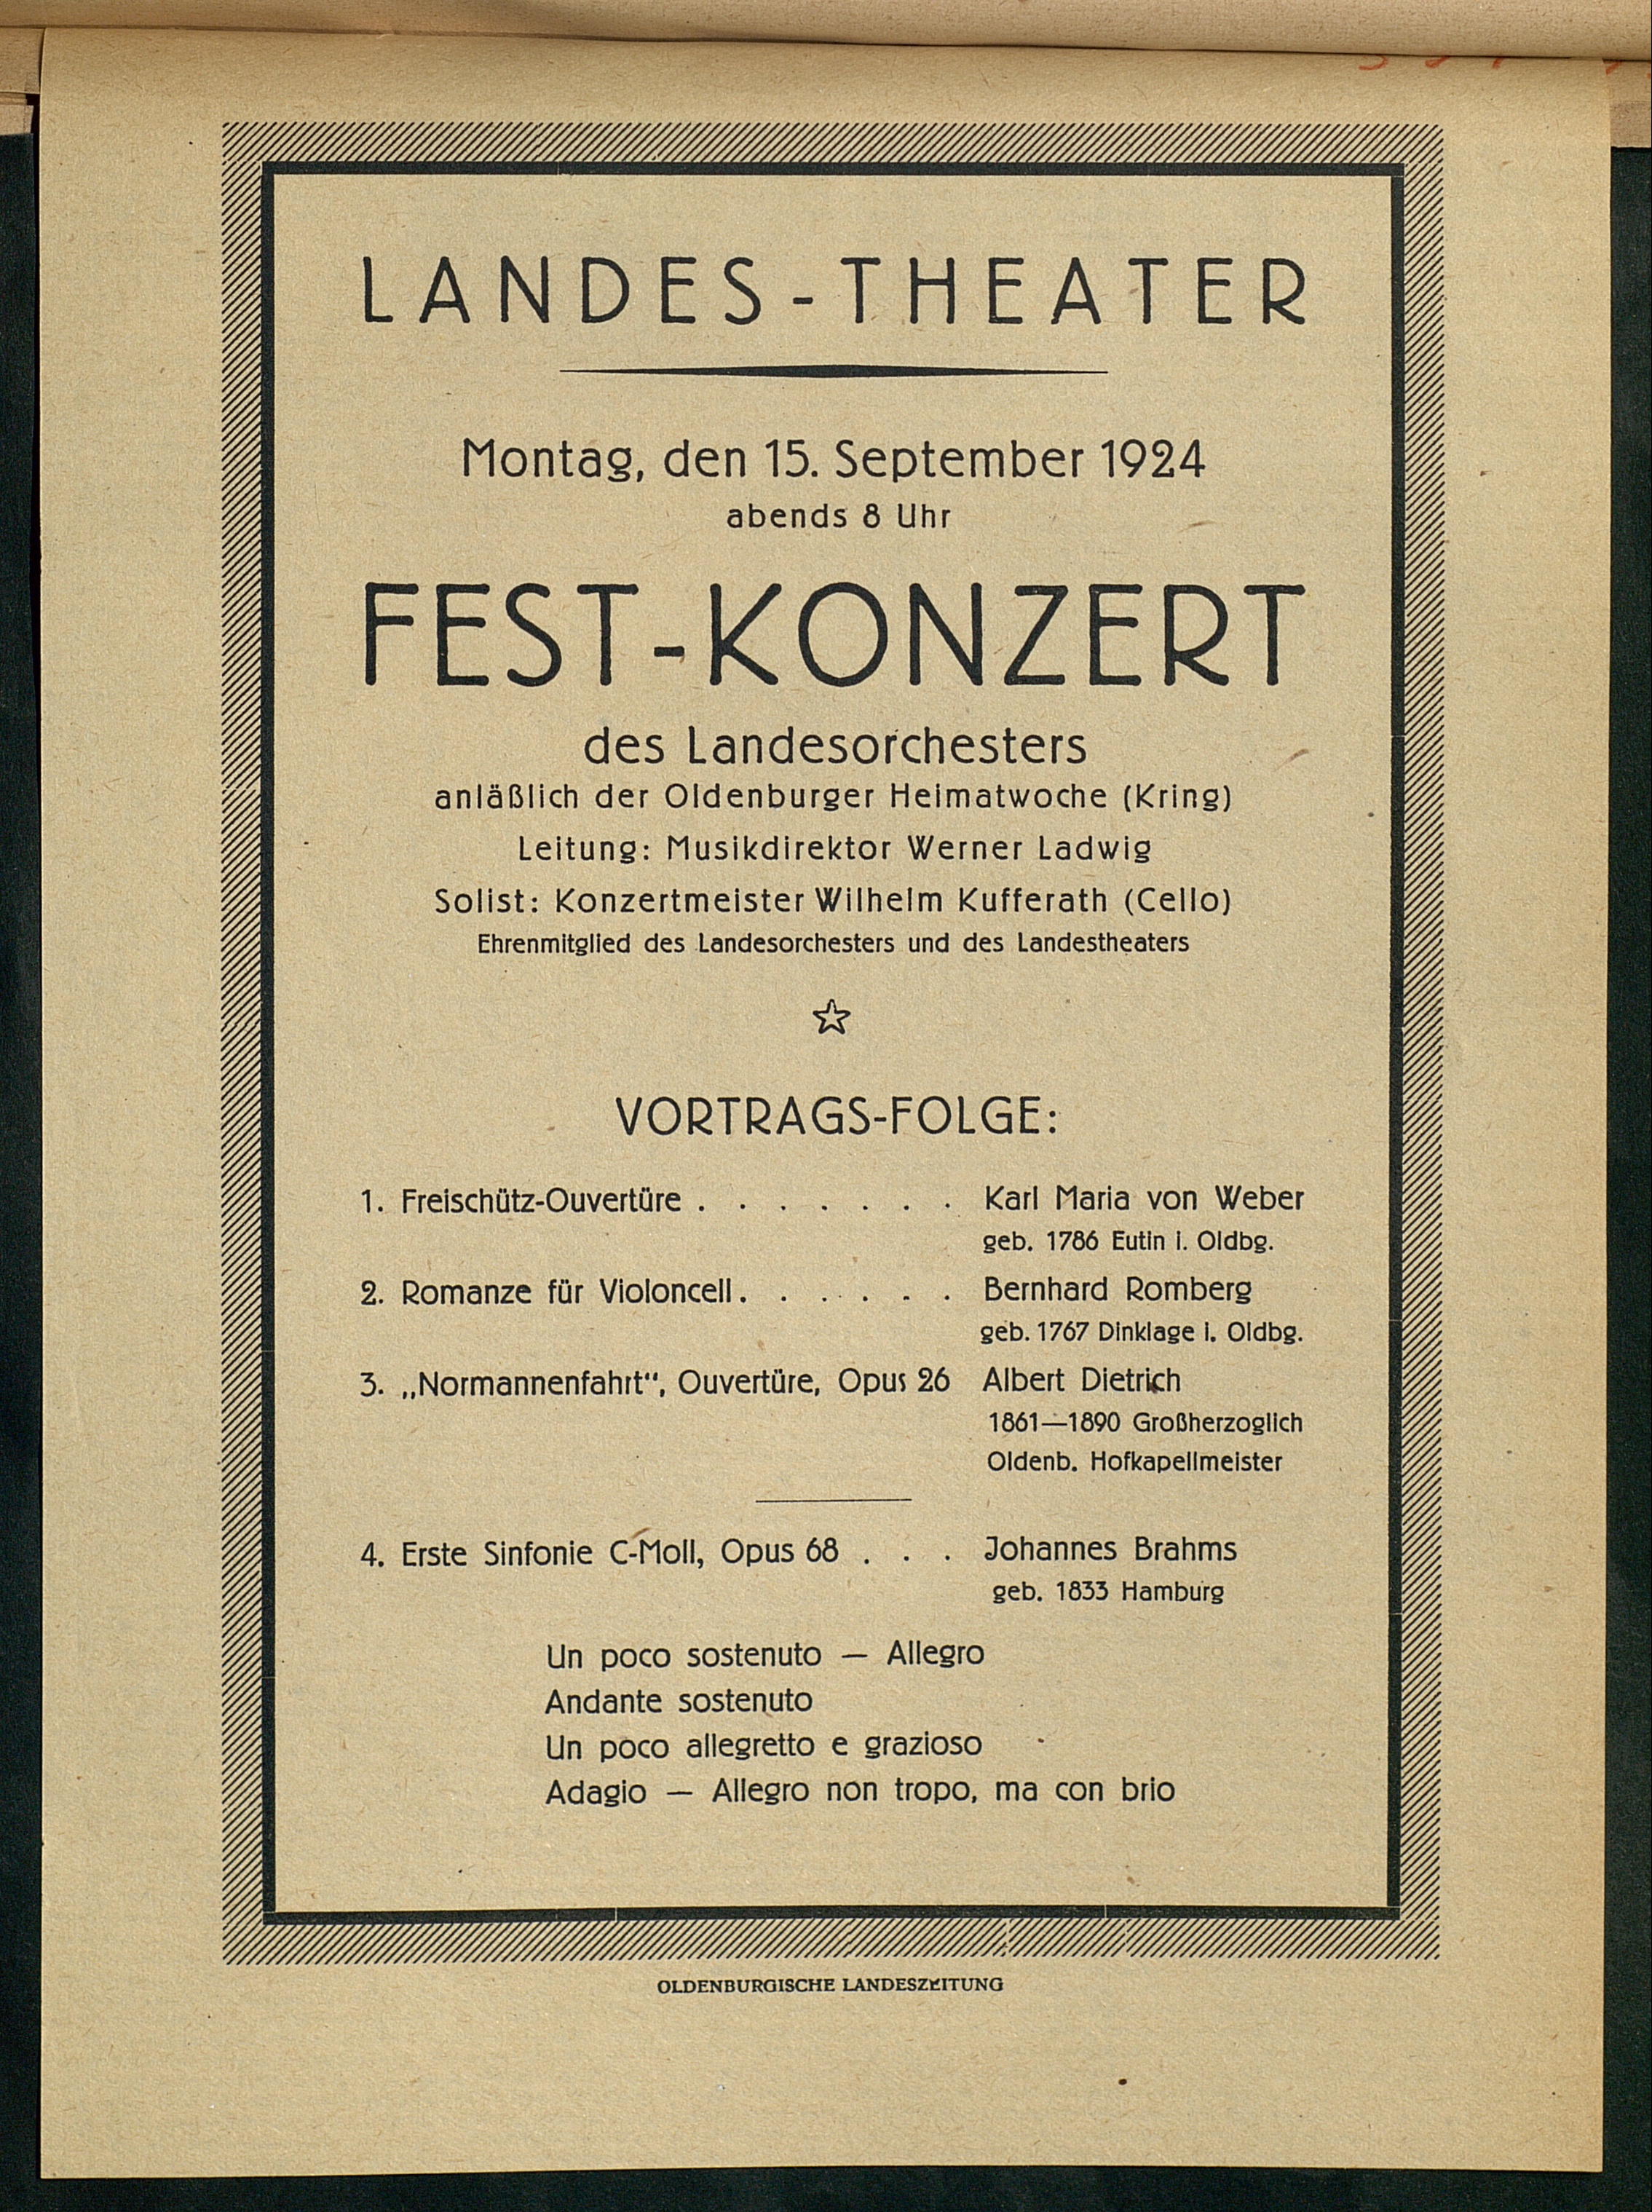 LANDES-THEATER
Montag, den 15. September 1924
abends 8 Uhr
FEST-KONZERT
des Landesorchesters
anläßlich der Oldenburger Heimatwoche (Kring)
Leitung: Musikdirektor Werner Ladwig
Solist: Konzertmeister Wilhelm Kufferath (Cello)
Ehrenmitglied des Landesorchesters und des Landestheaters
VORTRAGS-FOLGE:
1. Freischütz-Ouvertüre . . . . . . . Karl Maria von Weber
geb. 1786 Eutin i. Oldbg.
2. Romanze für Violoncell. . . . . . Bernhard Romberg
geb. 1767 Dinklage i. Oldbg.
3. „Normannenfahrt“, Ouvertüre, Opus 26 Albert Dietrich
1861—1890 Großherzoglich
Oldenb. Hofkapellmeister
4. Erste Sinfonie C-Moll, Opus 68 . . . Johannes Brahms
geb. 1833 Hamburg
Un poco sostenuto — Allegro
Andante sostenuto
Un poco allegretto e grazioso
Adagio — Allegro non tropo, ma con brio
OLDENBURGISCHE LANDESZEITUNG